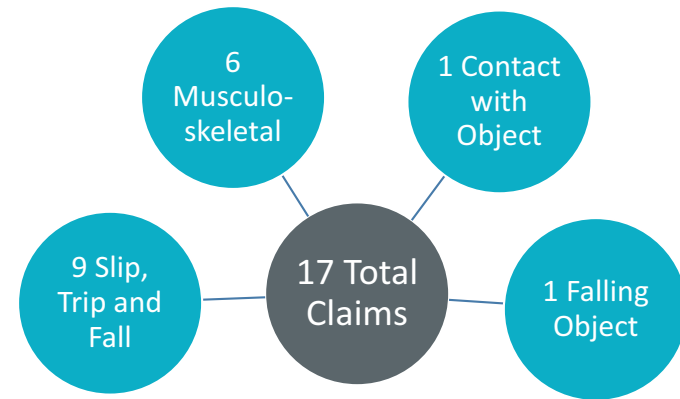 6
Musculo-
skeletal
1 Contact
with
Object
9 Slip,
Trip and
Fall
17 Total
Claims
1 Falling
Object